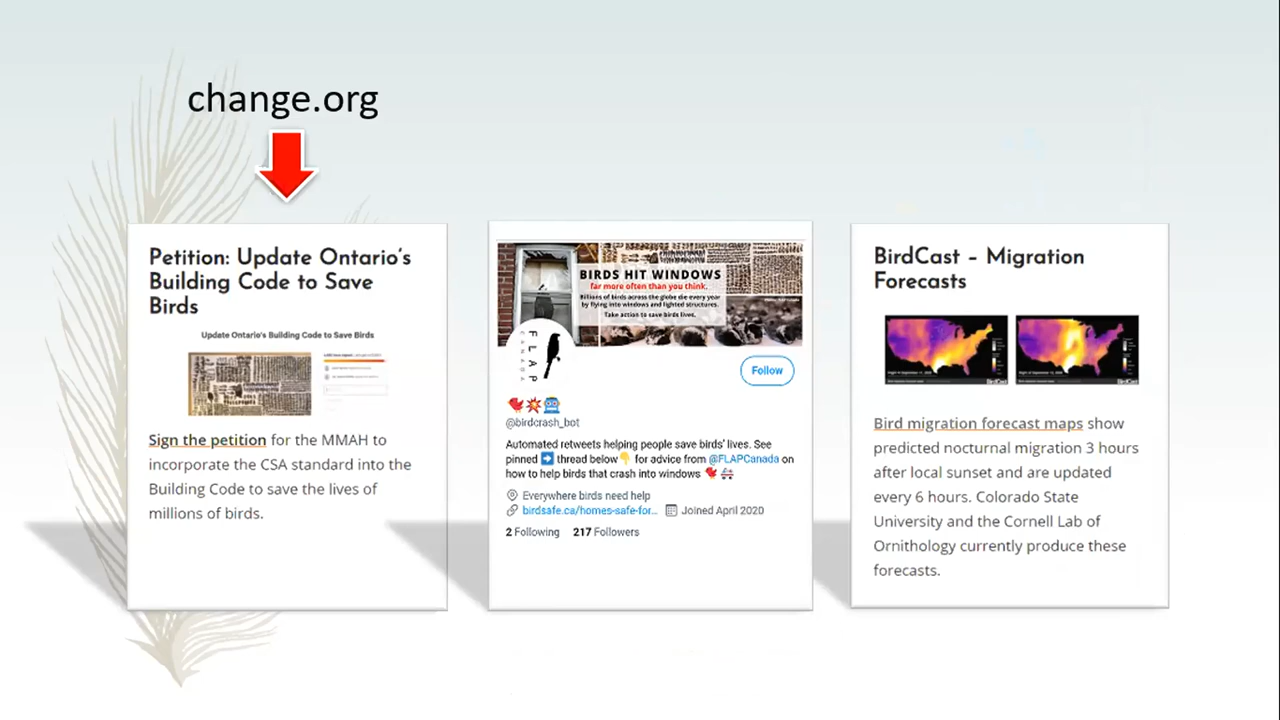 change.org
Petition: Update Ontario's
Building Code to Save
Birds
Update Ontario's Building Code to Save Birds
Sign the petition for the MMAH to
incorporate the CSA standard into the
Building Code to save the lives of
millions of birds.
BIRDS HIT WINDOWS
far more often than you think.
Billions of birds across the globe die every year
by flying into windows and lighted structures.
Take action to save birds lives.
FLAP
CANADA
Follow
@birdcrash_bot
Automated retweets helping people save birds' lives. See
pinned ➡️ thread below👇 for advice from @FLAPCanada on
how to help birds that crash into windows
Everywhere birds need help
birdsafe.ca/homes-safe-for... Joined April 2020
2 Following 217 Followers
BirdCast – Migration
Forecasts
BirdCast
BirdCast
Bird migration forecast maps show
predicted nocturnal migration 3 hours
after local sunset and are updated
every 6 hours. Colorado State
University and the Cornell Lab of
Ornithology currently produce these
forecasts.